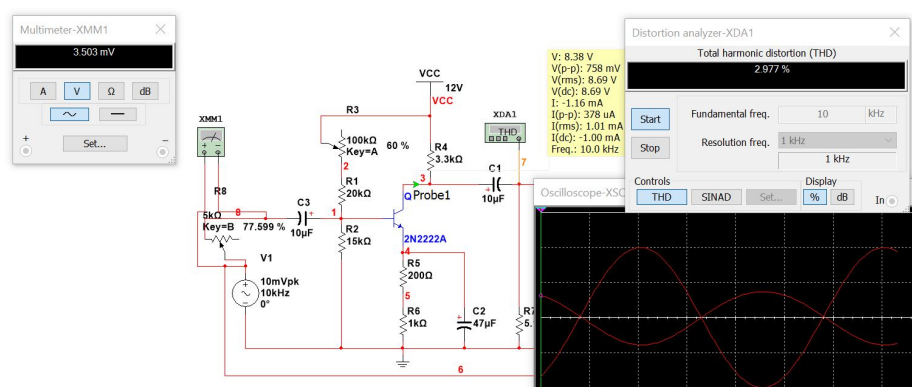 Multimeter-XMM1
3.503 mV
A V Ω dB
+ Set... –
Distortion analyzer-XDA1
Total harmonic distortion (THD)
2.977 %
Start
Stop
Fundamental freq. 10 kHz
Resolution freq. 1 kHz
1 kHz
Controls
THD SINAD Set...
Display
% dB
In
V: 8.38 V
V(p-p): 758 mV
V(rms): 8.69 V
V(dc): 8.69 V
I: -1.16 mA
I(p-p): 378 uA
I(rms): 1.01 mA
I(dc): -1.00 mA
Freq.: 10.0 kHz
VCC
12V
VCC
XMM1
R3
100kΩ
Key=A
60 %
2
R4
3.3kΩ
XDA1
THD
7
R1
20kΩ
3
Probe1
C1
10µF
Q
R8
5kΩ
Key=B
8
77.599 %
C3
+
10µF
1
R2
15kΩ
2N2222A
4
R5
200Ω
5
R6
1kΩ
+
C2
47µF
V1
10mVpk
10kHz
0°
6
+
Oscilloscope-XSC